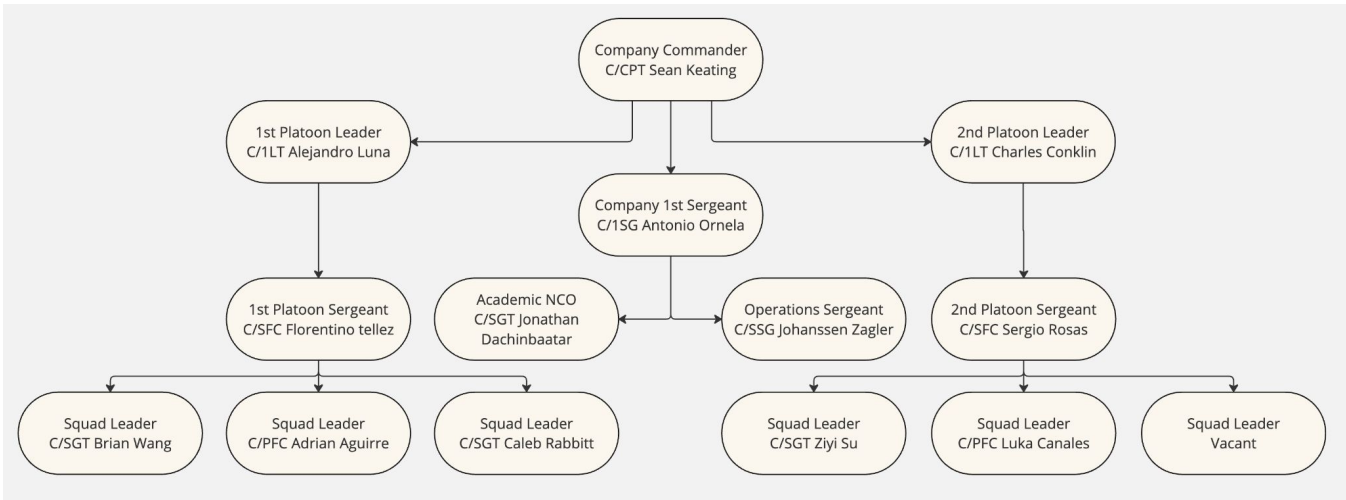 Company Commander
C/CPT Sean Keating
1st Platoon Leader
C/1LT Alejandro Luna
2nd Platoon Leader
C/1LT Charles Conklin
Company 1st Sergeant
C/1SG Antonio Ornela
1st Platoon Sergeant
C/SFC Florentino tellez
Academic NCO
C/SGT Jonathan
Dachinbaatar
Operations Sergeant
C/SSG Johanssen Zagler
2nd Platoon Sergeant
C/SFC Sergio Rosas
Squad Leader
C/SGT Brian Wang
Squad Leader
C/PFC Adrian Aguirre
Squad Leader
C/SGT Caleb Rabbitt
Squad Leader
C/SGT Ziyi Su
Squad Leader
C/PFC Luka Canales
Squad Leader
Vacant